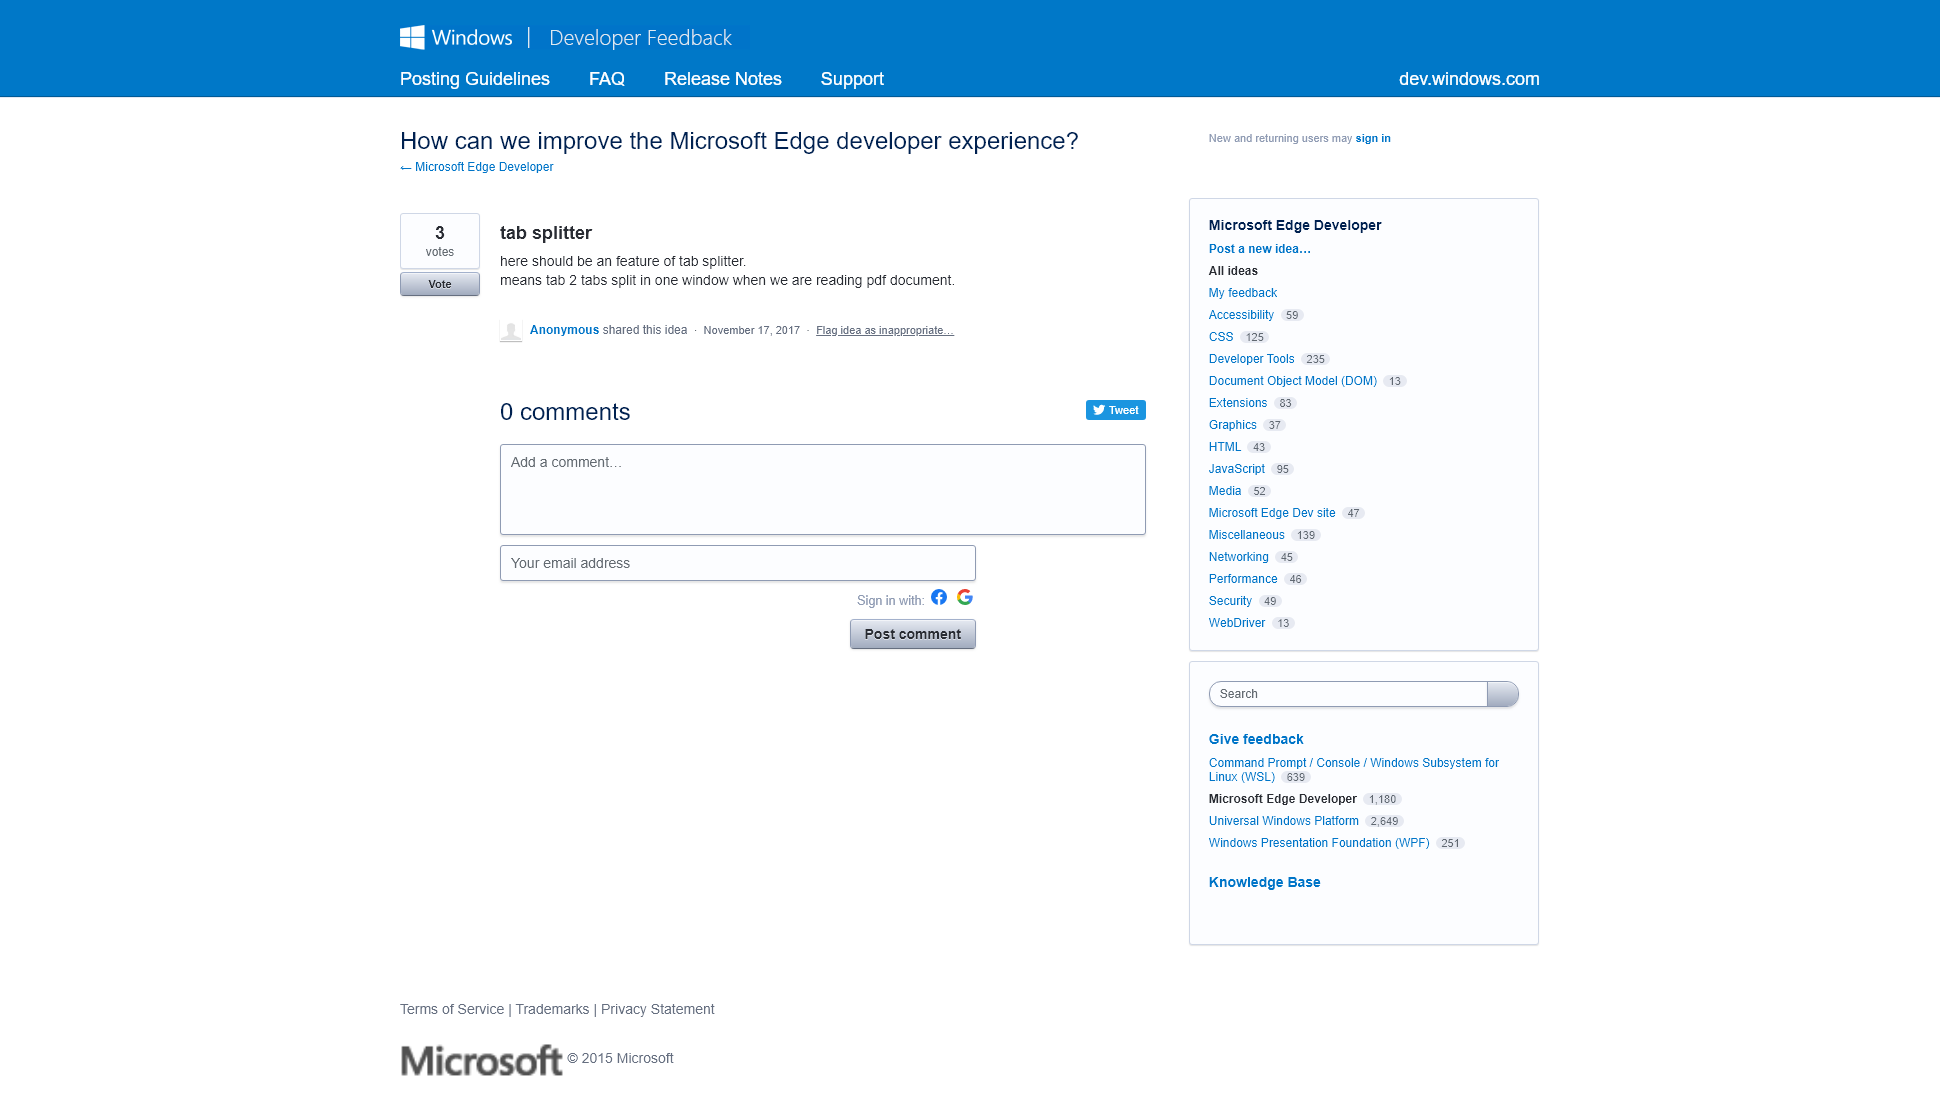 Windows | Developer Feedback
Posting Guidelines FAQ Release Notes Support dev.windows.com
How can we improve the Microsoft Edge developer experience?
← Microsoft Edge Developer
New and returning users may sign in
3
votes
Vote
tab splitter
here should be an feature of tab splitter.
means tab 2 tabs split in one window when we are reading pdf document.
Anonymous shared this idea · November 17, 2017 · Flag idea as inappropriate…
0 comments
Tweet
Add a comment…
Your email address
Sign in with:
Post comment
Microsoft Edge Developer
Post a new idea…
All ideas
My feedback
Accessibility 59
CSS 125
Developer Tools 235
Document Object Model (DOM) 13
Extensions 83
Graphics 37
HTML 43
JavaScript 95
Media 52
Microsoft Edge Dev site 47
Miscellaneous 139
Networking 45
Performance 46
Security 49
WebDriver 13
Search
Give feedback
Command Prompt / Console / Windows Subsystem for
Linux (WSL) 639
Microsoft Edge Developer 1,180
Universal Windows Platform 2,649
Windows Presentation Foundation (WPF) 251
Knowledge Base
Terms of Service | Trademarks | Privacy Statement
Microsoft © 2015 Microsoft